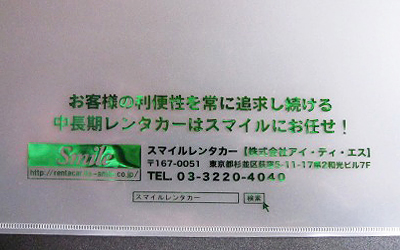 お客様の利便性を常に追求し続ける
中長期レンタカーはスマイルにお任せ!
Smile
スマイルレンタカー【株式会社アイ・ティ・エス】
〒167-0051 東京都杉並区荻窪5-11-17第2和光ビル7F
TEL 03-3220-4040
スマイルレンタカー 検索